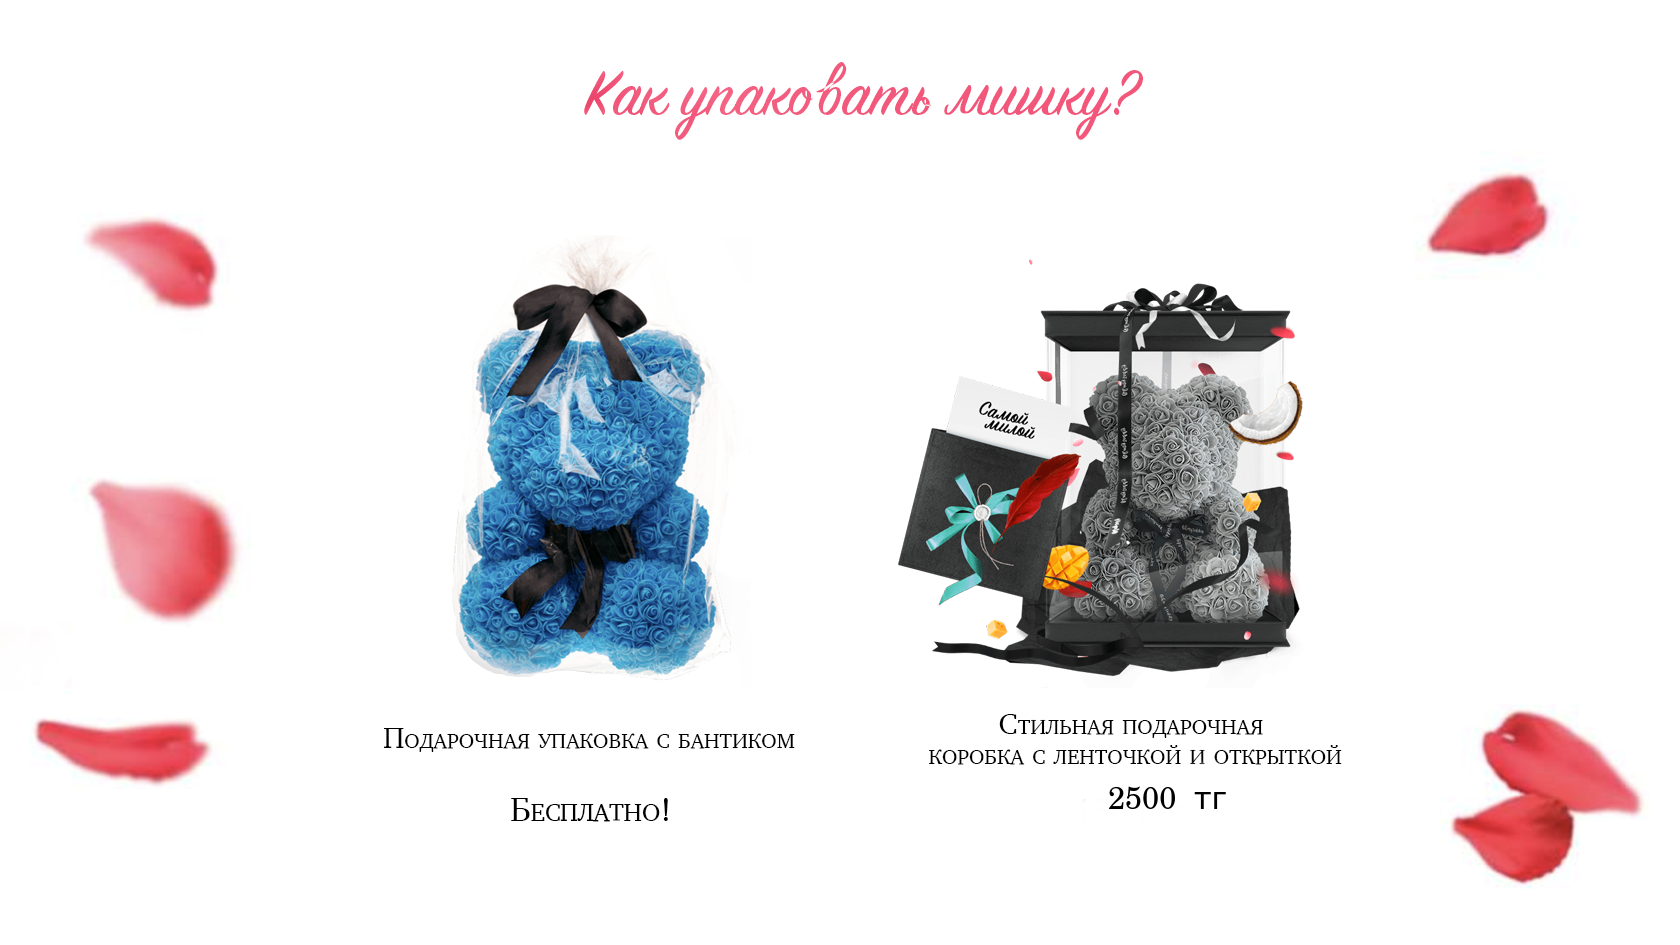 Как упаковать мишку?
Самой
милой
Подарочная упаковка с бантиком
Бесплатно!
Стильная подарочная
коробка с ленточкой и открыткой
2500 тг